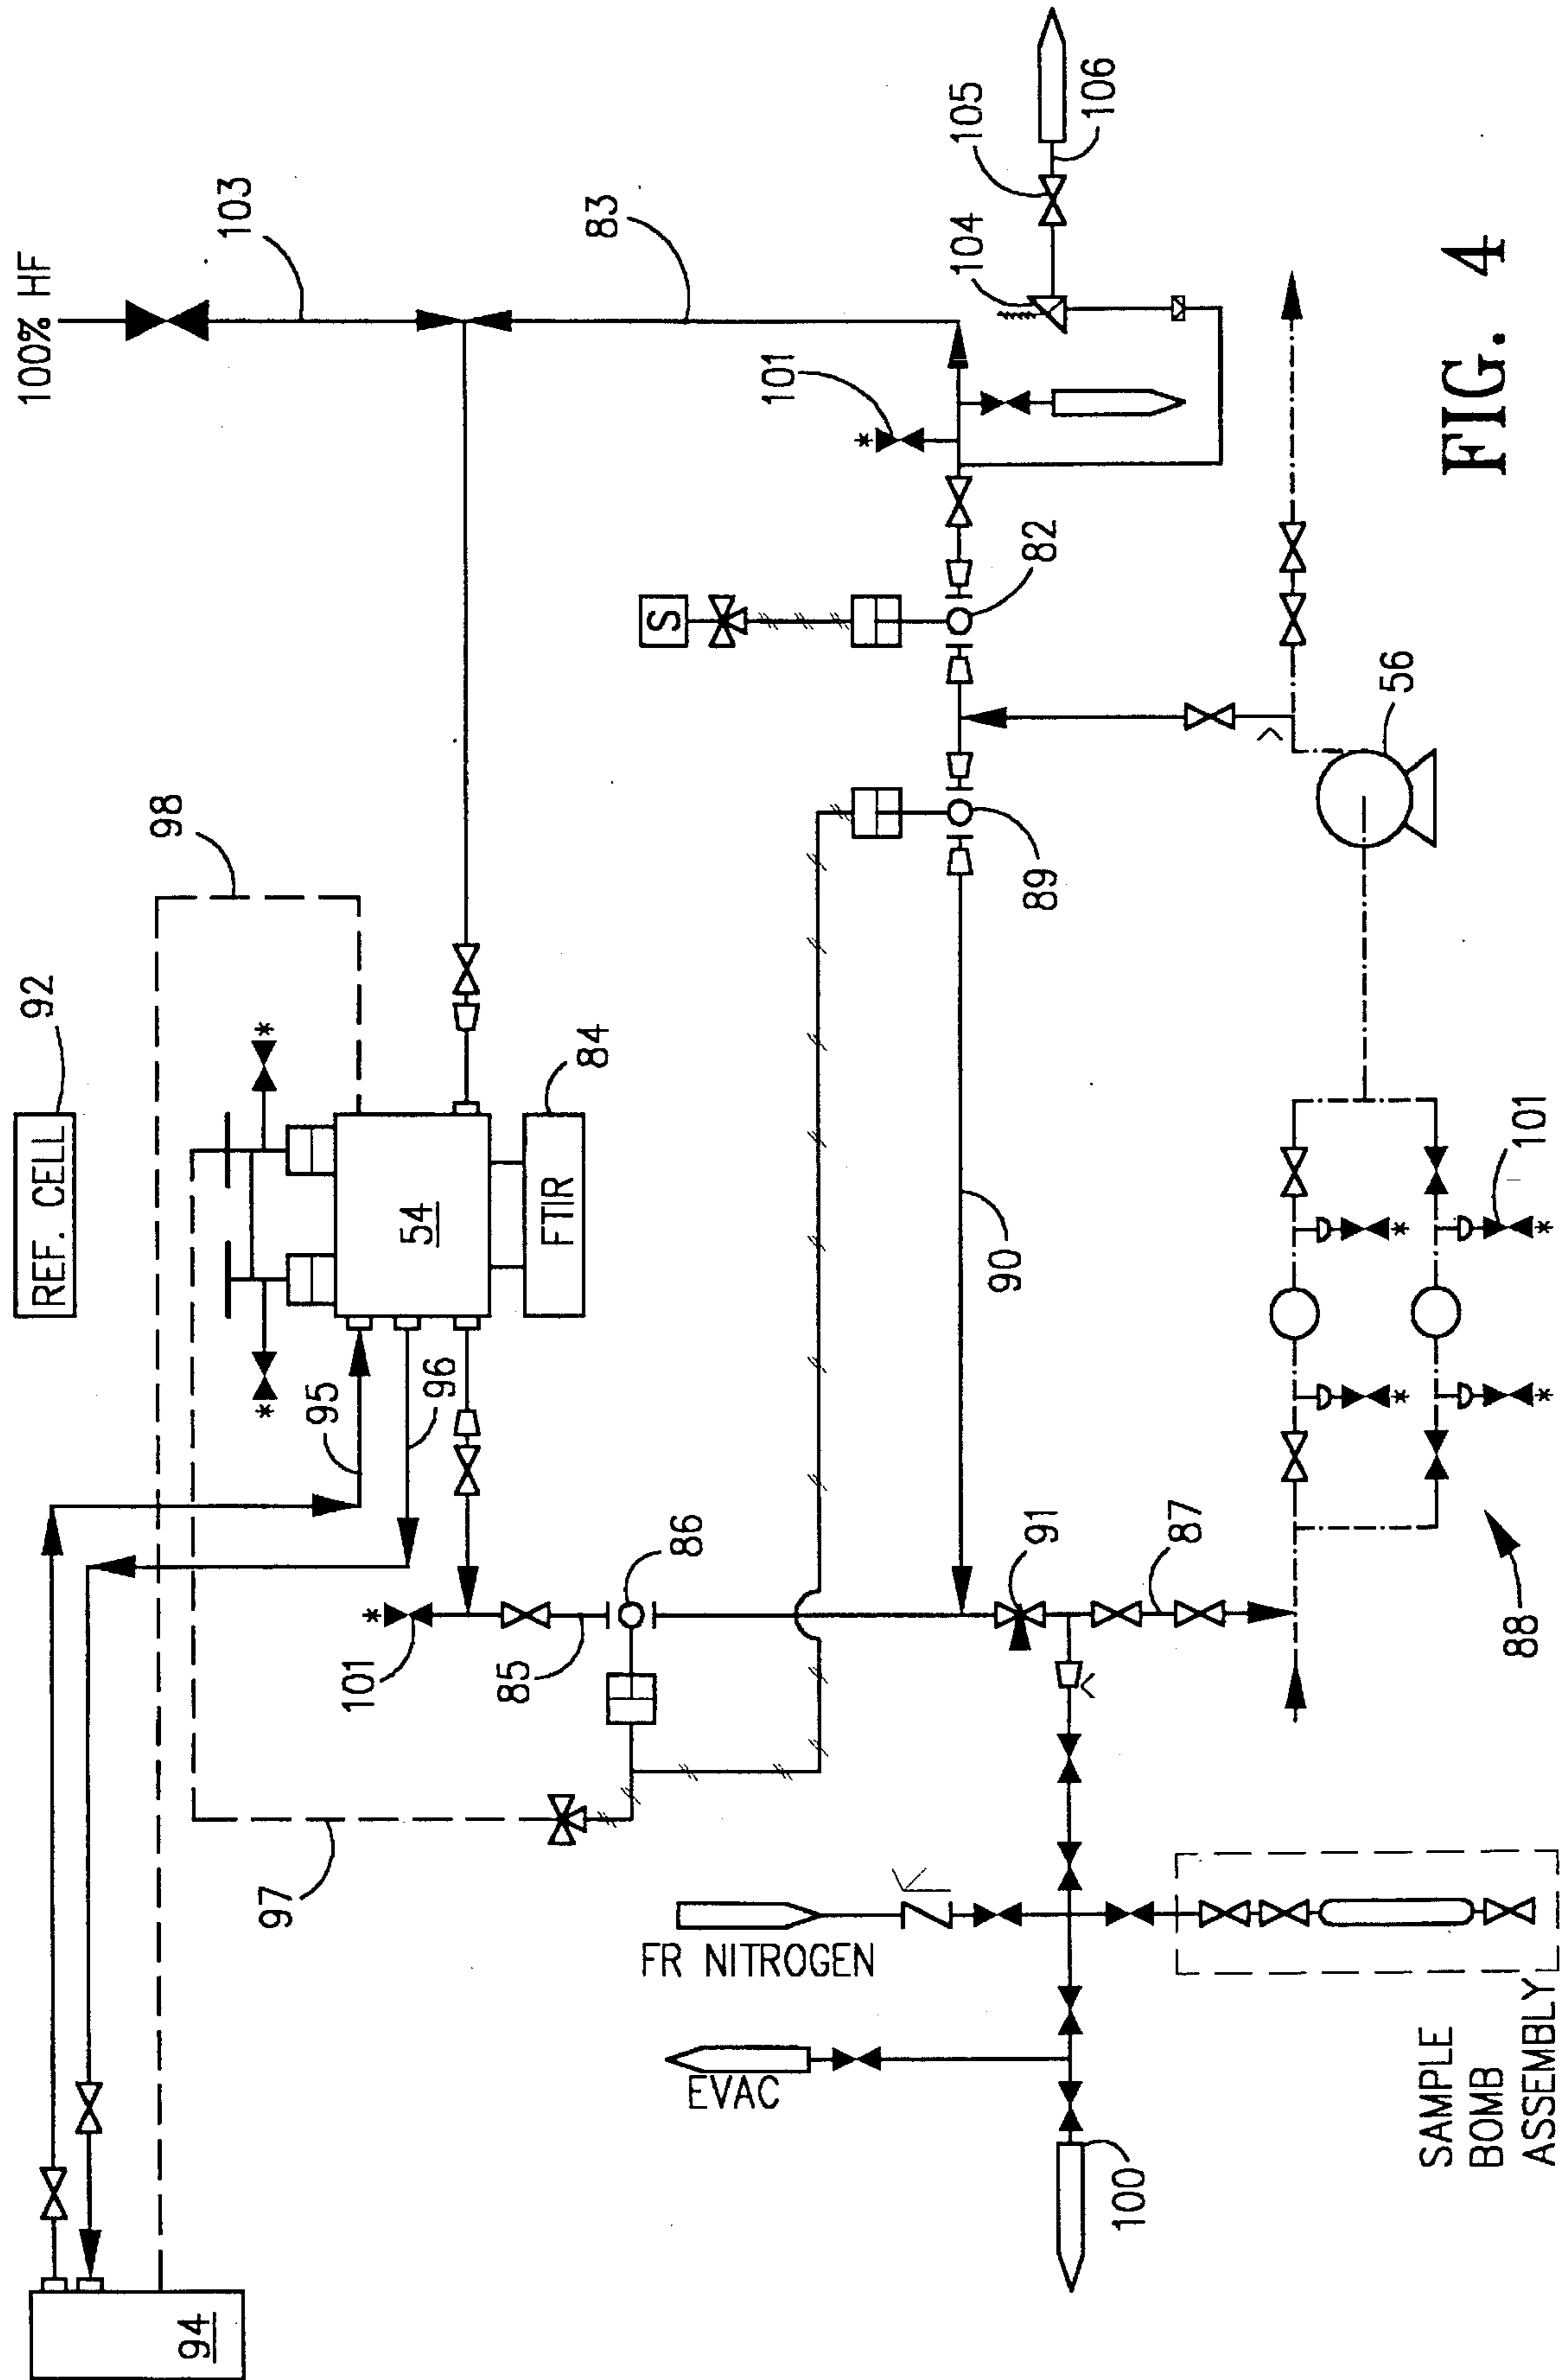 REF. CELL
92
100% HF
94
98
103
97
95
54
96
FTIR
84
83
101
85
86
FR NITROGEN
EVAC
S
101
90
91
89
82
104
105
106
100
87
56
SAMPLE
BOMB
ASSEMBLY
88
101
FIG. 4